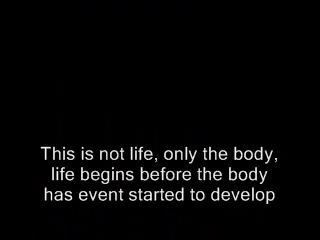 This is not life, only the body,
life begins before the body
has event started to develop